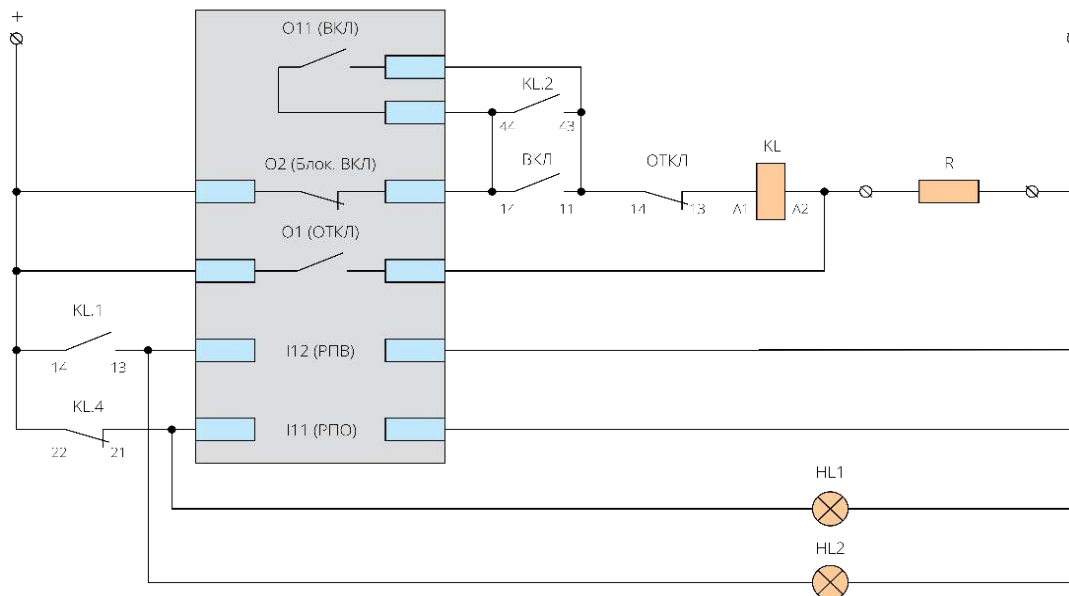 +
O11 (ВКЛ)
KL.2
44 43
O2 (Блок. ВКЛ)
ВКЛ
ОТКЛ
KL
R
14 11
14 13
A1 A2
O1 (ОТКЛ)
KL.1
14 13
I12 (РПВ)
KL.4
22 21
I11 (РПО)
HL1
HL2